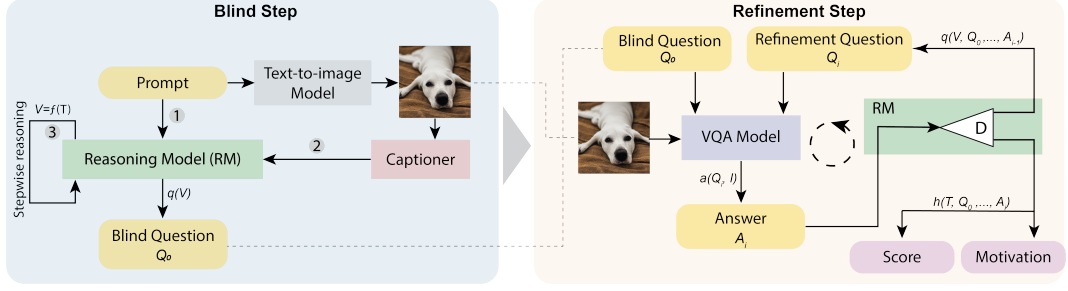 Blind Step
Prompt
Text-to-image
Model
V=f(T)
1
3
2
Stepwise reasoning
Reasoning Model (RM)
Captioner
q(V)
Blind Question
Q₀
Refinement Step
Blind Question
Q₀
Refinement Question
Qᵢ
q(V, Q₀,..., Aᵢ₋₁)
RM
VQA Model
D
a(Qᵢ, I)
Answer
Aᵢ
h(T, Q₀,..., Aᵢ)
Score
Motivation